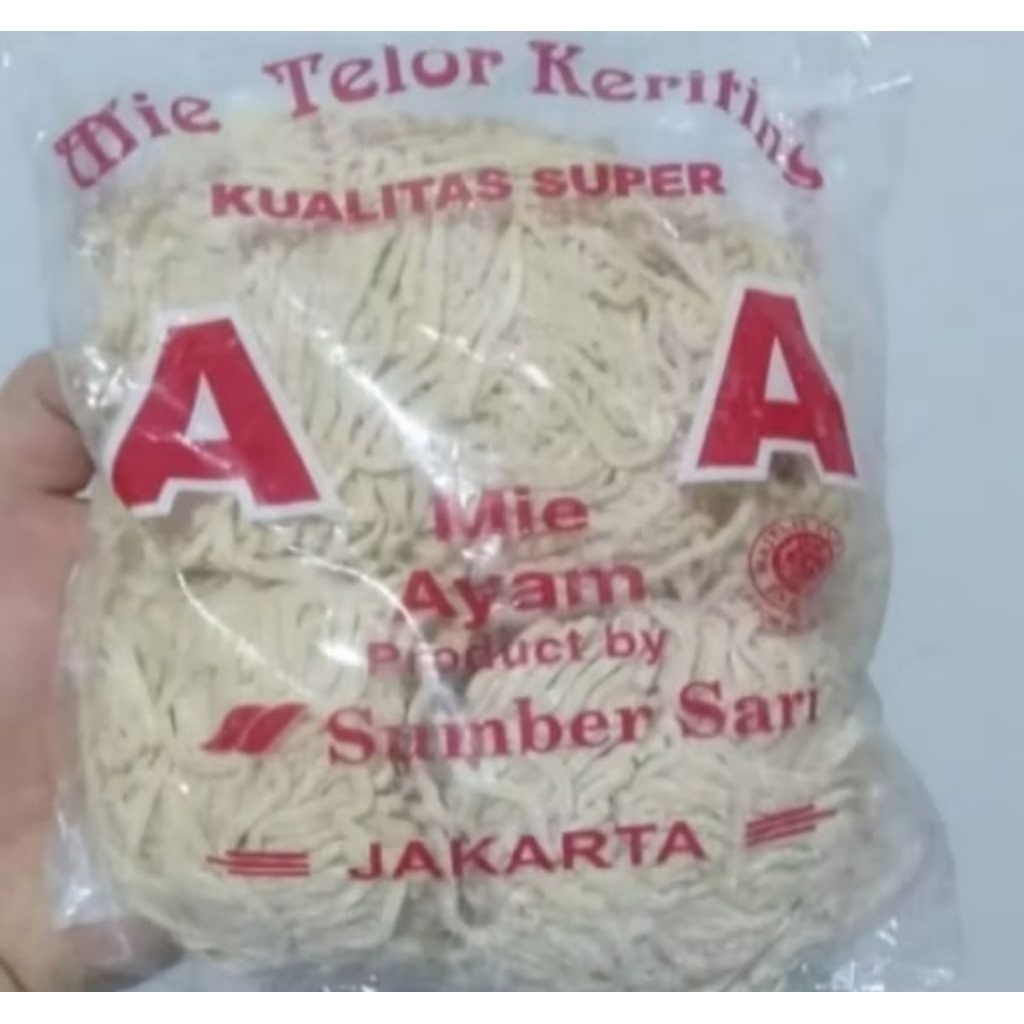 Mie Telor Keriting
KUALITAS SUPER
A A
Mie
Ayam
Product by
Sumber Sari
JAKARTA